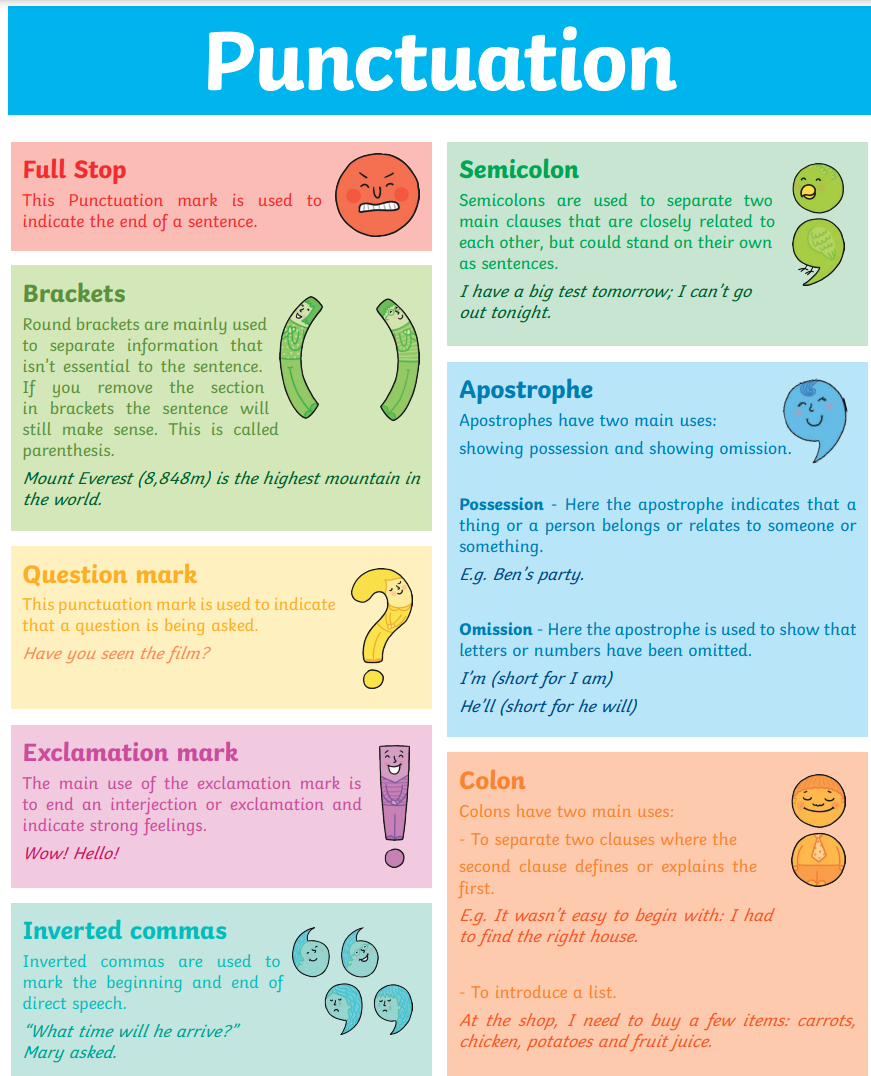 Punctuation
Full Stop
This Punctuation mark is used to
indicate the end of a sentence.
Brackets
Round brackets are mainly used
to separate information that
isn't essential to the sentence.
If you remove the section
in brackets the sentence will
still make sense. This is called
parenthesis.
Mount Everest (8,848m) is the highest mountain in
the world.
Question mark
This punctuation mark is used to indicate
that a question is being asked.
Have you seen the film?
Exclamation mark
The main use of the exclamation mark is
to end an interjection or exclamation and
indicate strong feelings.
Wow! Hello!
Inverted commas
Inverted commas are used to
mark the beginning and end of
direct speech.
“What time will he arrive?”
Mary asked.
Semicolon
Semicolons are used to separate two
main clauses that are closely related to
each other, but could stand on their own
as sentences.
I have a big test tomorrow; I can't go
out tonight.
Apostrophe
Apostrophes have two main uses:
showing possession and showing omission.
Possession - Here the apostrophe indicates that a
thing or a person belongs or relates to someone or
something.
E.g. Ben's party.
Omission - Here the apostrophe is used to show that
letters or numbers have been omitted.
I'm (short for I am)
He'll (short for he will)
Colon
Colons have two main uses:
- To separate two clauses where the
second clause defines or explains the
first.
E.g. It wasn't easy to begin with: I had
to find the right house.
- To introduce a list.
At the shop, I need to buy a few items: carrots,
chicken, potatoes and fruit juice.